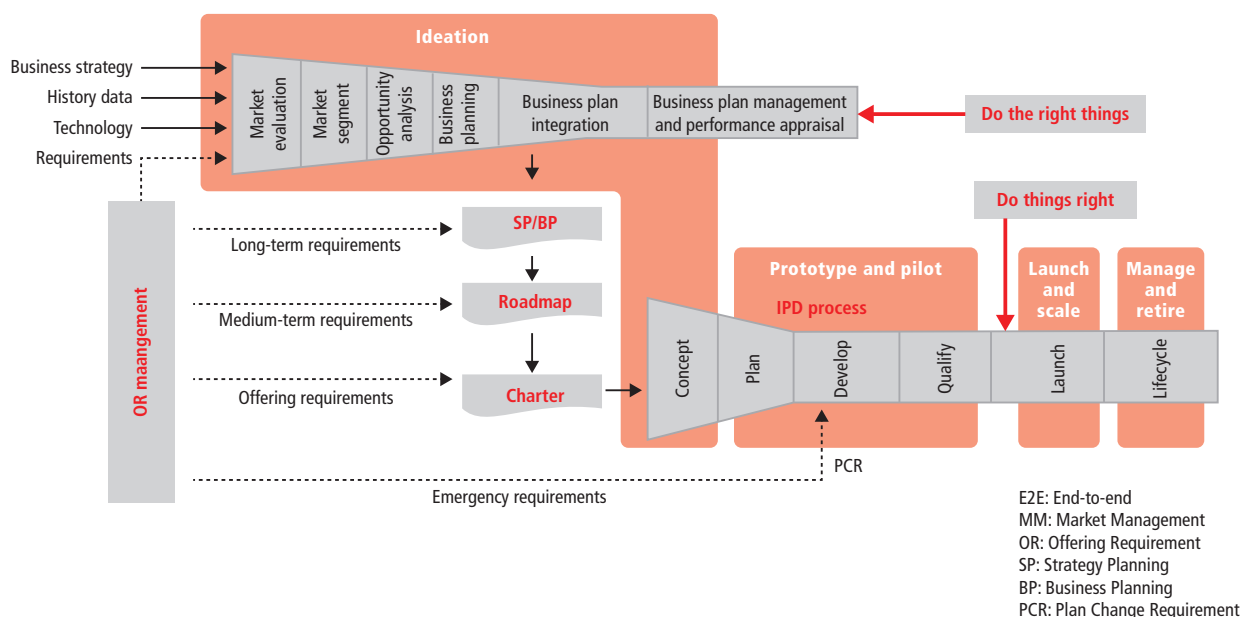 Ideation
Business strategy
History data
Technology
Requirements
Market
evaluation
Market
segment
Opportunity
analysis
Business
planning
Business plan
integration
Business plan management
and performance appraisal
Do the right things
Do things right
OR maangement
Long-term requirements
SP/BP
Medium-term requirements
Roadmap
Offering requirements
Charter
Emergency requirements
PCR
Prototype and pilot
IPD process
Launch
and
scale
Manage
and
retire
Concept
Plan
Develop
Qualify
Launch
Lifecycle
E2E: End-to-end
MM: Market Management
OR: Offering Requirement
SP: Strategy Planning
BP: Business Planning
PCR: Plan Change Requirement